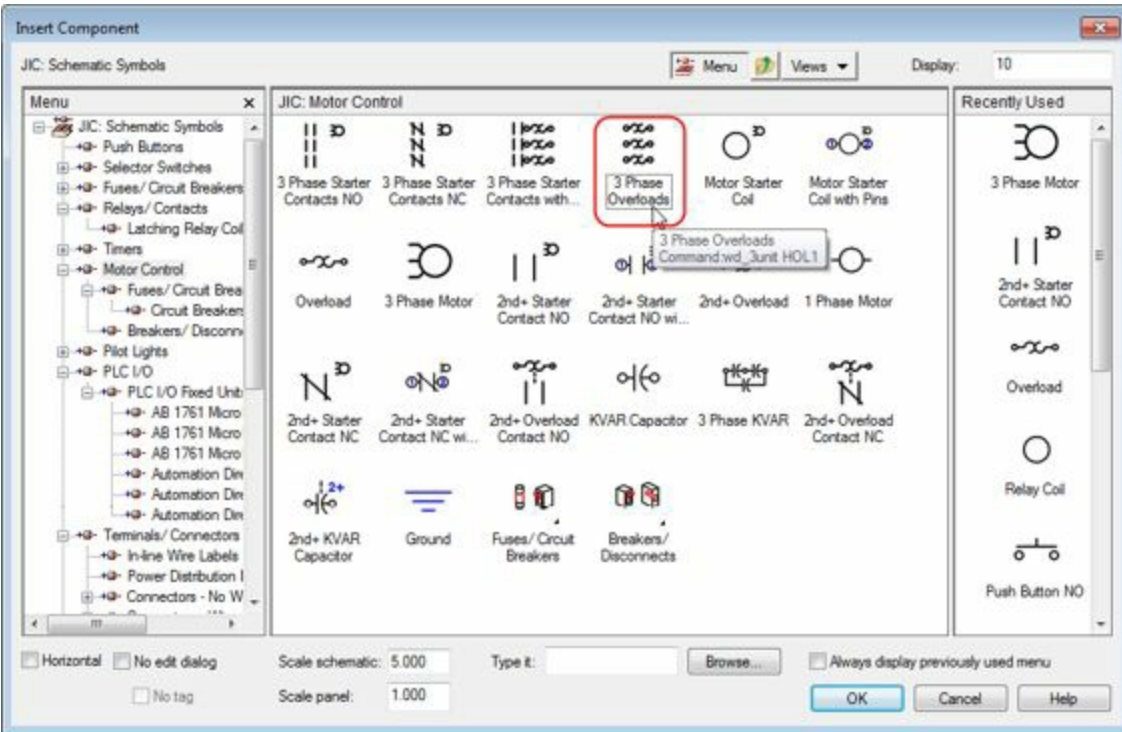 Insert Component
JIC: Schematic Symbols
Menu
Views
Display:
10
Menu
x
JIC: Schematic Symbols
Push Buttons
Selector Switches
Fuses/ Circuit Breakers
Relays/ Contacts
Latching Relay Coil
Timers
Motor Control
Fuses/ Circuit Brea
Circuit Breakers
Breakers/ Disconn
Pilot Lights
PLC I/O
PLC I/O Fixed Unit
AB 1761 Micro
AB 1761 Micro
AB 1761 Micro
Automation Dire
Automation Dire
Automation Dire
Terminals/ Connectors
In-line Wire Labels
Power Distribution
Connectors - No W
JIC: Motor Control
3 Phase Starter
Contacts NO
3 Phase Starter
Contacts NC
3 Phase Starter
Contacts with...
3 Phase
Overloads
Motor Starter
Coil
Motor Starter
Coil with Pins
3 Phase Overloads
Command:wd_3unit HOL1
Overload
3 Phase Motor
2nd+ Starter
Contact NO
2nd+ Starter
Contact NO wi...
2nd+ Overload
1 Phase Motor
2nd+ Starter
Contact NC
2nd+ Starter
Contact NC wi...
2nd+ Overload
Contact NO
KVAR Capacitor
3 Phase KVAR
2nd+ Overload
Contact NC
2+
2nd+ KVAR
Capacitor
Ground
Fuses/ Circuit
Breakers
Breakers/
Disconnects
Recently Used
3 Phase Motor
2nd+ Starter
Contact NO
Overload
Relay Coil
Push Button NO
Horizontal
No edit dialog
No tag
Scale schematic:
5.000
Scale panel:
1.000
Type it:
Browse...
Always display previously used menu
OK
Cancel
Help